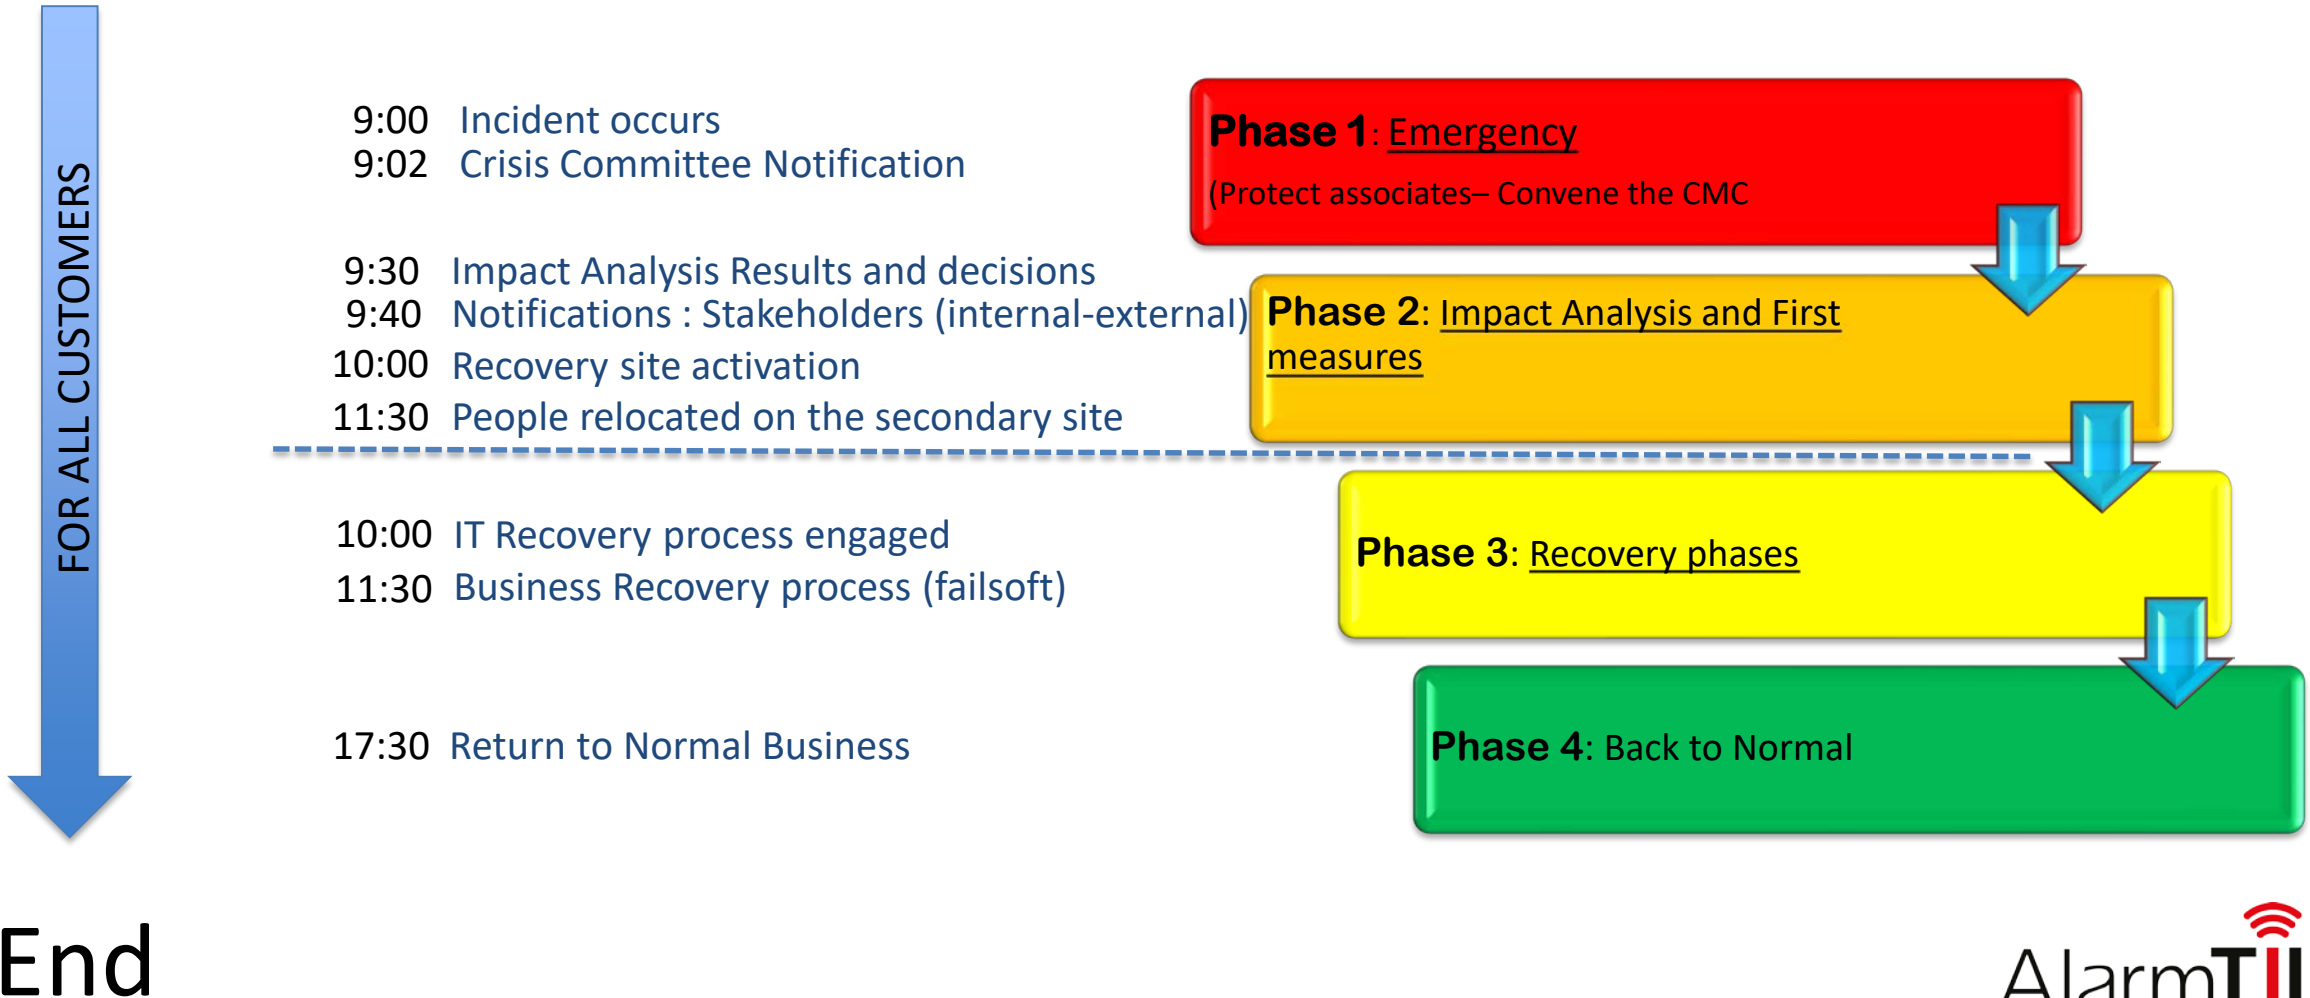 FOR ALL CUSTOMERS
9:00 Incident occurs
9:02 Crisis Committee Notification
9:30 Impact Analysis Results and decisions
9:40 Notifications : Stakeholders (internal-external)
10:00 Recovery site activation
11:30 People relocated on the secondary site
10:00 IT Recovery process engaged
11:30 Business Recovery process (failsoft)
17:30 Return to Normal Business
Phase 1: Emergency
(Protect associates– Convene the CMC
Phase 2: Impact Analysis and First
measures
Phase 3: Recovery phases
Phase 4: Back to Normal
End